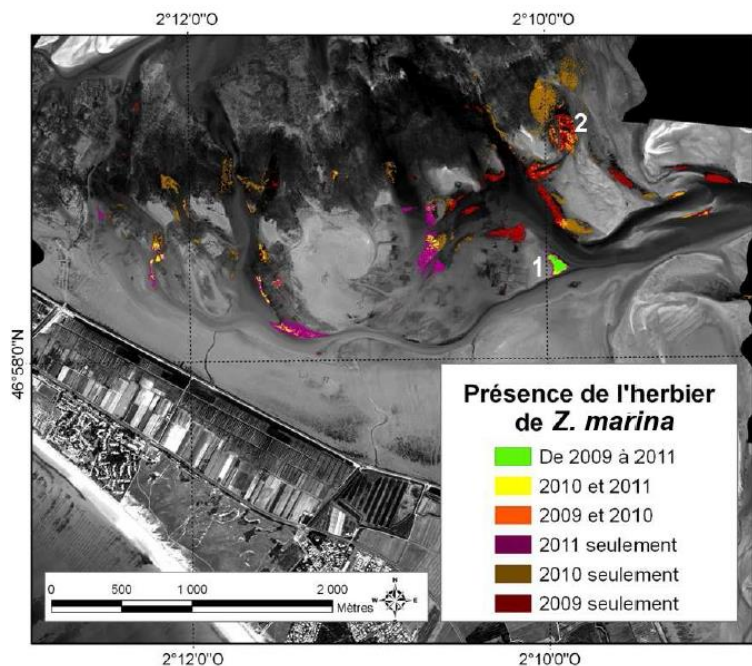 2°12'0"O
2°10'0"O
2
1
46°58'0"N
Présence de l'herbier
de Z. marina
De 2009 à 2011
2010 et 2011
2009 et 2010
2011 seulement
2010 seulement
2009 seulement
0 500 1 000 2 000
Mètres
N
W E
S
2°12'0"O
2°10'0"O